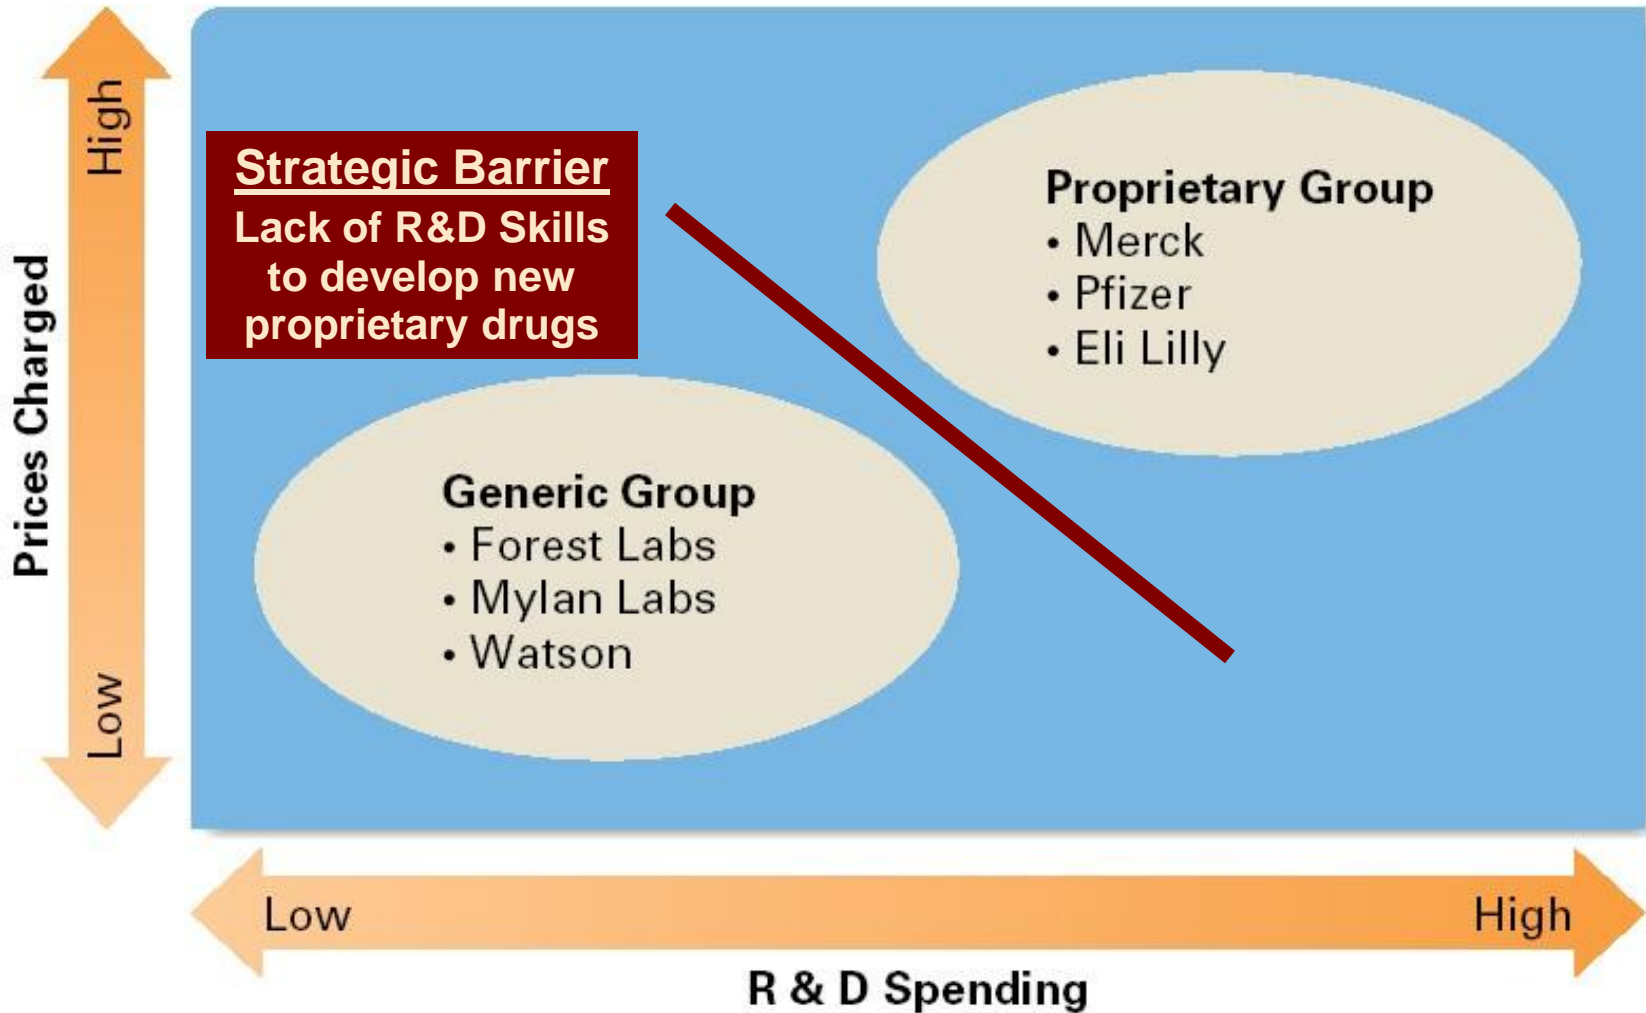 High
Prices Charged
Low
Strategic Barrier
Lack of R&D Skills
to develop new
proprietary drugs
Proprietary Group
• Merck
• Pfizer
• Eli Lilly
Generic Group
• Forest Labs
• Mylan Labs
• Watson
Low
High
R & D Spending